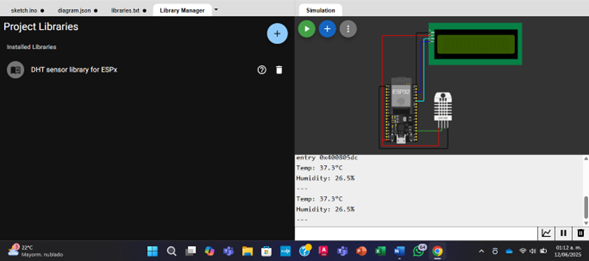 sketch.ino
diagram.json
libraries.txt
Library Manager
Simulation
Project Libraries
Installed Libraries
DHT sensor library for ESPx
ESP32
entry 0x400805dc
Temp: 37.3°C
Humidity: 26.5%
---
Temp: 37.3°C
Humidity: 26.5%
---
22°C
Mayorm. nublado
64
01:12 a. m.
12/06/2025